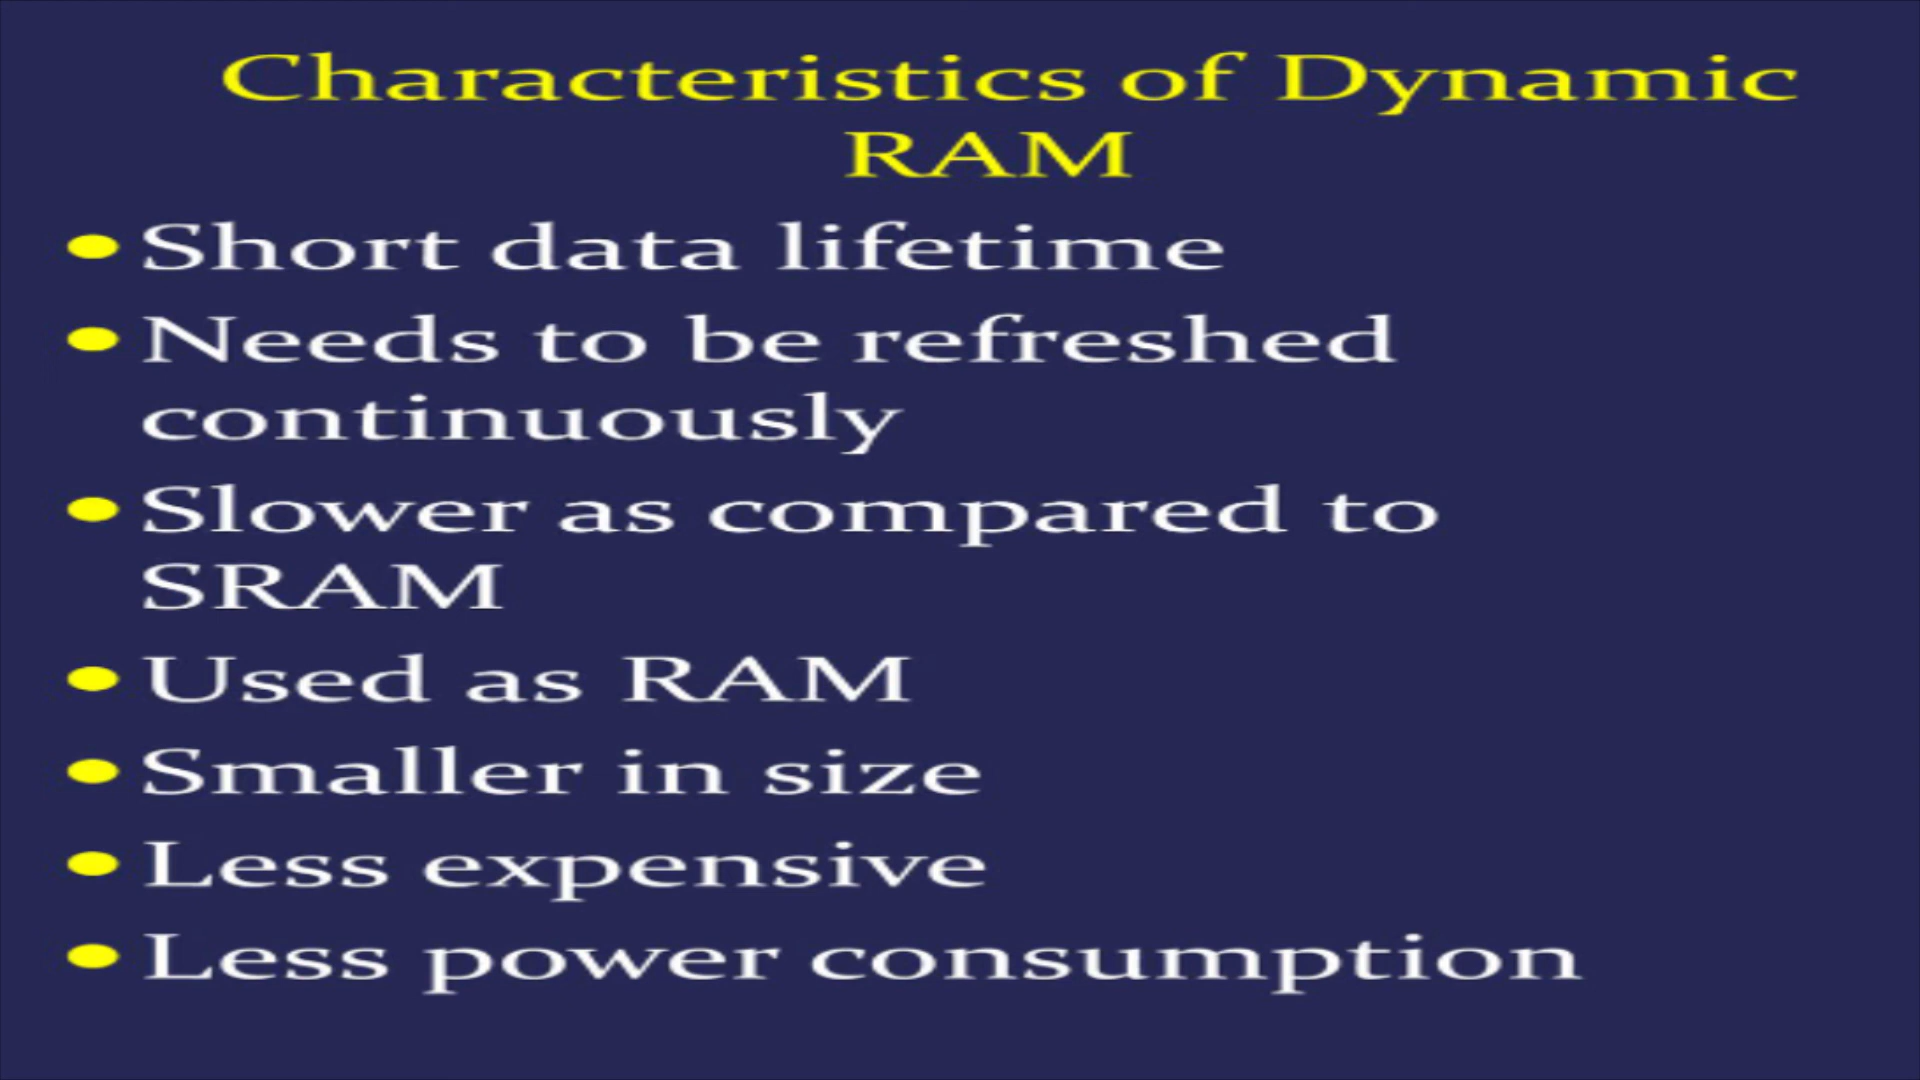 Characteristics of Dynamic
RAM
• Short data lifetime
• Needs to be refreshed
continuously
• Slower as compared to
SRAM
• Used as RAM
• Smaller in size
• Less expensive
• Less power consumption